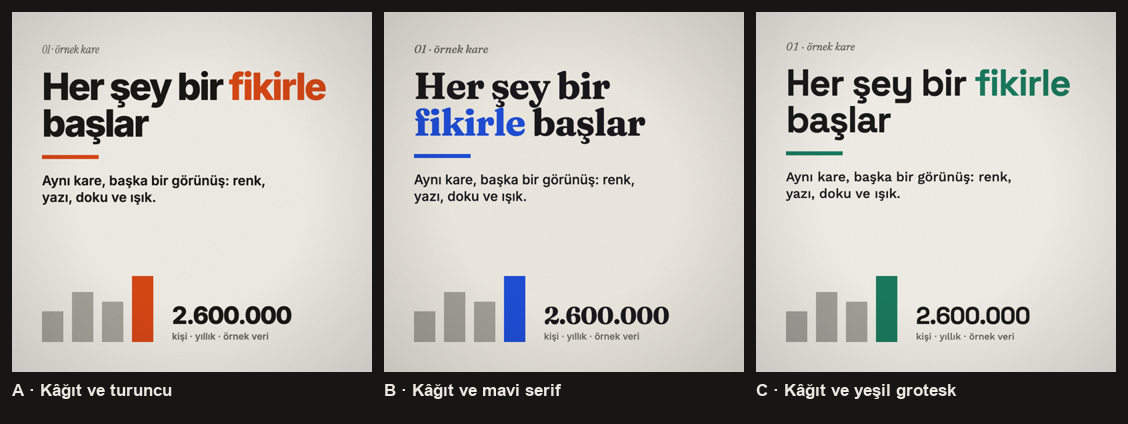 01 · örnek kare
Her şey bir fikirle
başlar
Aynı kare, başka bir görünüş: renk,
yazı, doku ve ışık.
2.600.000
kişi · yıllık · örnek veri
A · Kâğıt ve turuncu
01 · örnek kare
Her şey bir
fikirle başlar
Aynı kare, başka bir görünüş: renk,
yazı, doku ve ışık.
2.600.000
kişi · yıllık · örnek veri
B · Kâğıt ve mavi serif
01 · örnek kare
Her şey bir fikirle
başlar
Aynı kare, başka bir görünüş: renk,
yazı, doku ve ışık.
2.600.000
kişi · yıllık · örnek veri
C · Kâğıt ve yeşil grotesk